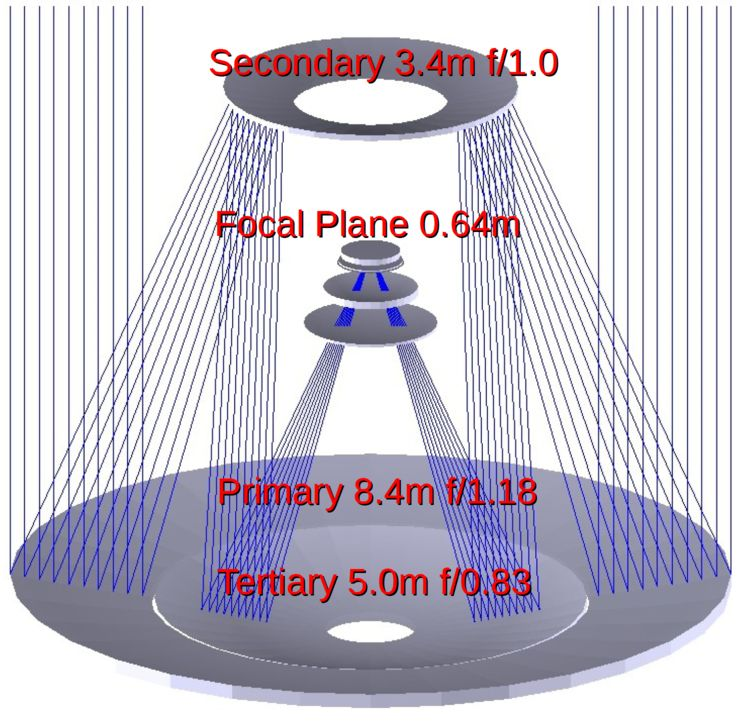 Secondary 3.4m f/1.0
Focal Plane 0.64m
Primary 8.4m f/1.18
Tertiary 5.0m f/0.83